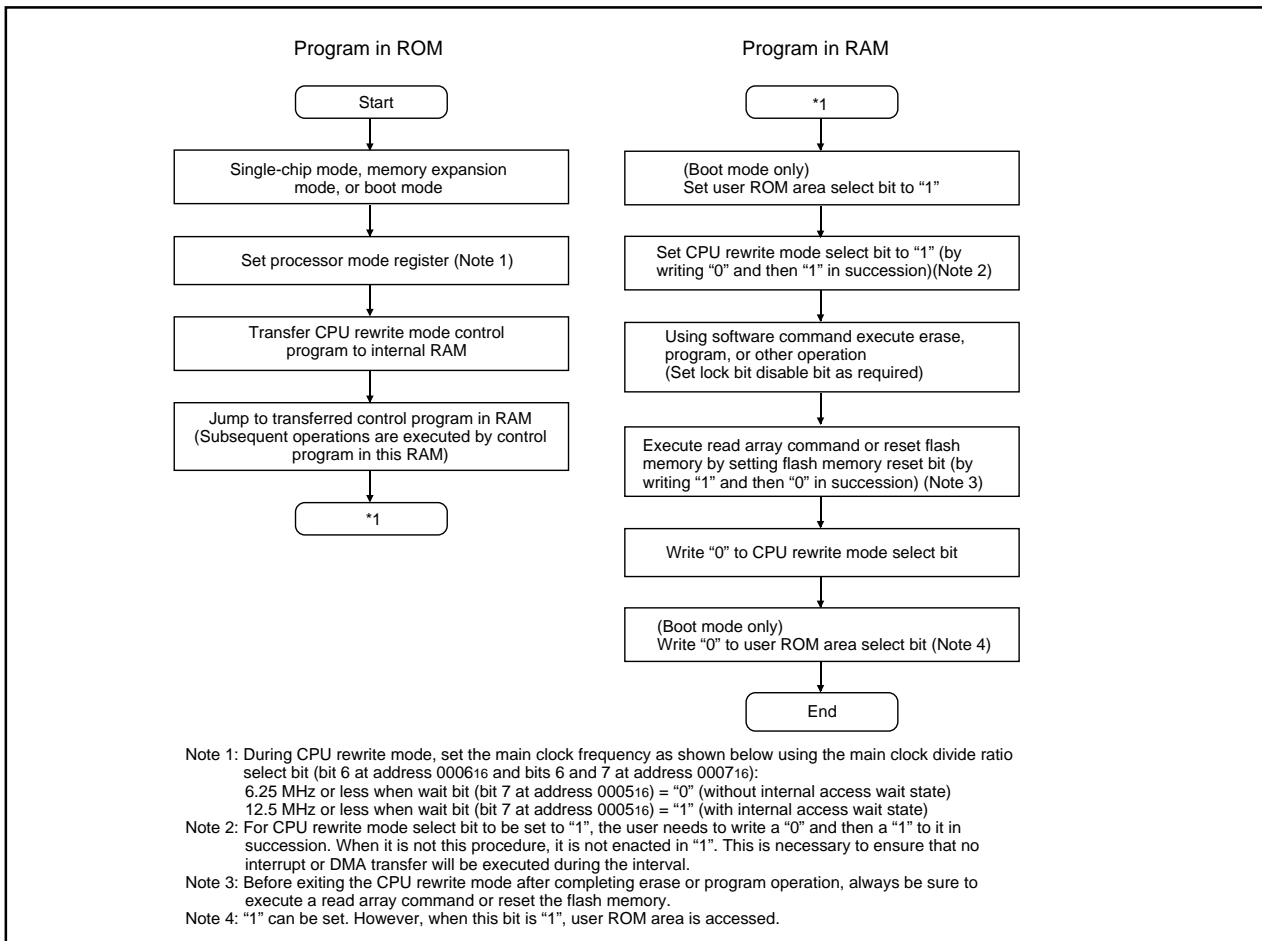 Program in ROM
Start
Single-chip mode, memory expansion
mode, or boot mode
Set processor mode register (Note 1)
Transfer CPU rewrite mode control
program to internal RAM
Jump to transferred control program in RAM
(Subsequent operations are executed by control
program in this RAM)
*1
Program in RAM
*1
(Boot mode only)
Set user ROM area select bit to “1”
Set CPU rewrite mode select bit to “1” (by
writing “0” and then “1” in succession)(Note 2)
Using software command execute erase,
program, or other operation
(Set lock bit disable bit as required)
Execute read array command or reset flash
memory by setting flash memory reset bit (by
writing “1” and then “0” in succession) (Note 3)
Write “0” to CPU rewrite mode select bit
(Boot mode only)
Write “0” to user ROM area select bit (Note 4)
End
Note 1: During CPU rewrite mode, set the main clock frequency as shown below using the main clock divide ratio
select bit (bit 6 at address 000616 and bits 6 and 7 at address 000716):
6.25 MHz or less when wait bit (bit 7 at address 000516) = “0” (without internal access wait state)
12.5 MHz or less when wait bit (bit 7 at address 000516) = “1” (with internal access wait state)
Note 2: For CPU rewrite mode select bit to be set to “1”, the user needs to write a “0” and then a “1” to it in
succession. When it is not this procedure, it is not enacted in “1”. This is necessary to ensure that no
interrupt or DMA transfer will be executed during the interval.
Note 3: Before exiting the CPU rewrite mode after completing erase or program operation, always be sure to
execute a read array command or reset the flash memory.
Note 4: “1” can be set. However, when this bit is “1”, user ROM area is accessed.